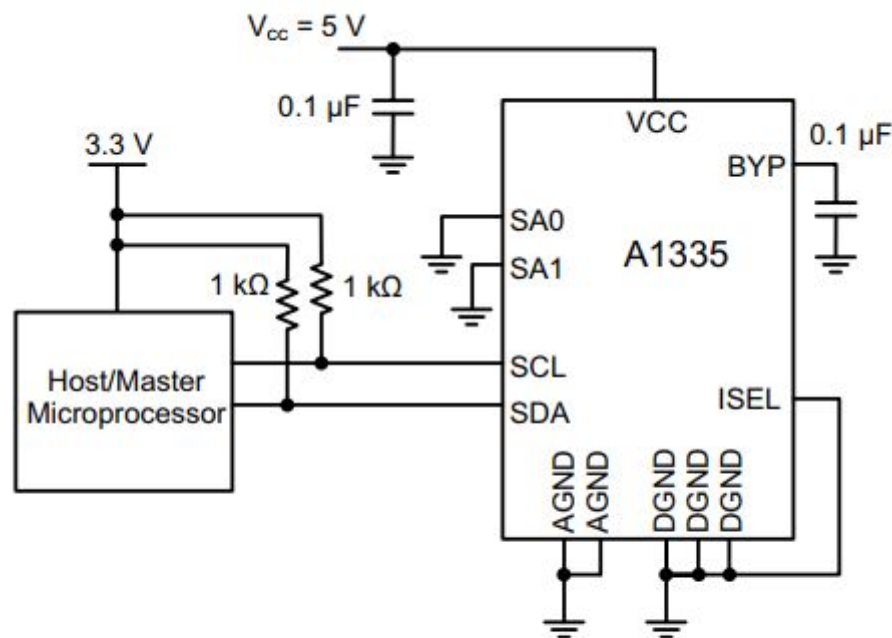 V_cc = 5 V
0.1 µF
VCC
0.1 µF
3.3 V
BYP
SA0
A1335
SA1
1 kΩ
1 kΩ
Host/Master
Microprocessor
SCL
SDA
ISEL
AGND
AGND
DGND
DGND
DGND